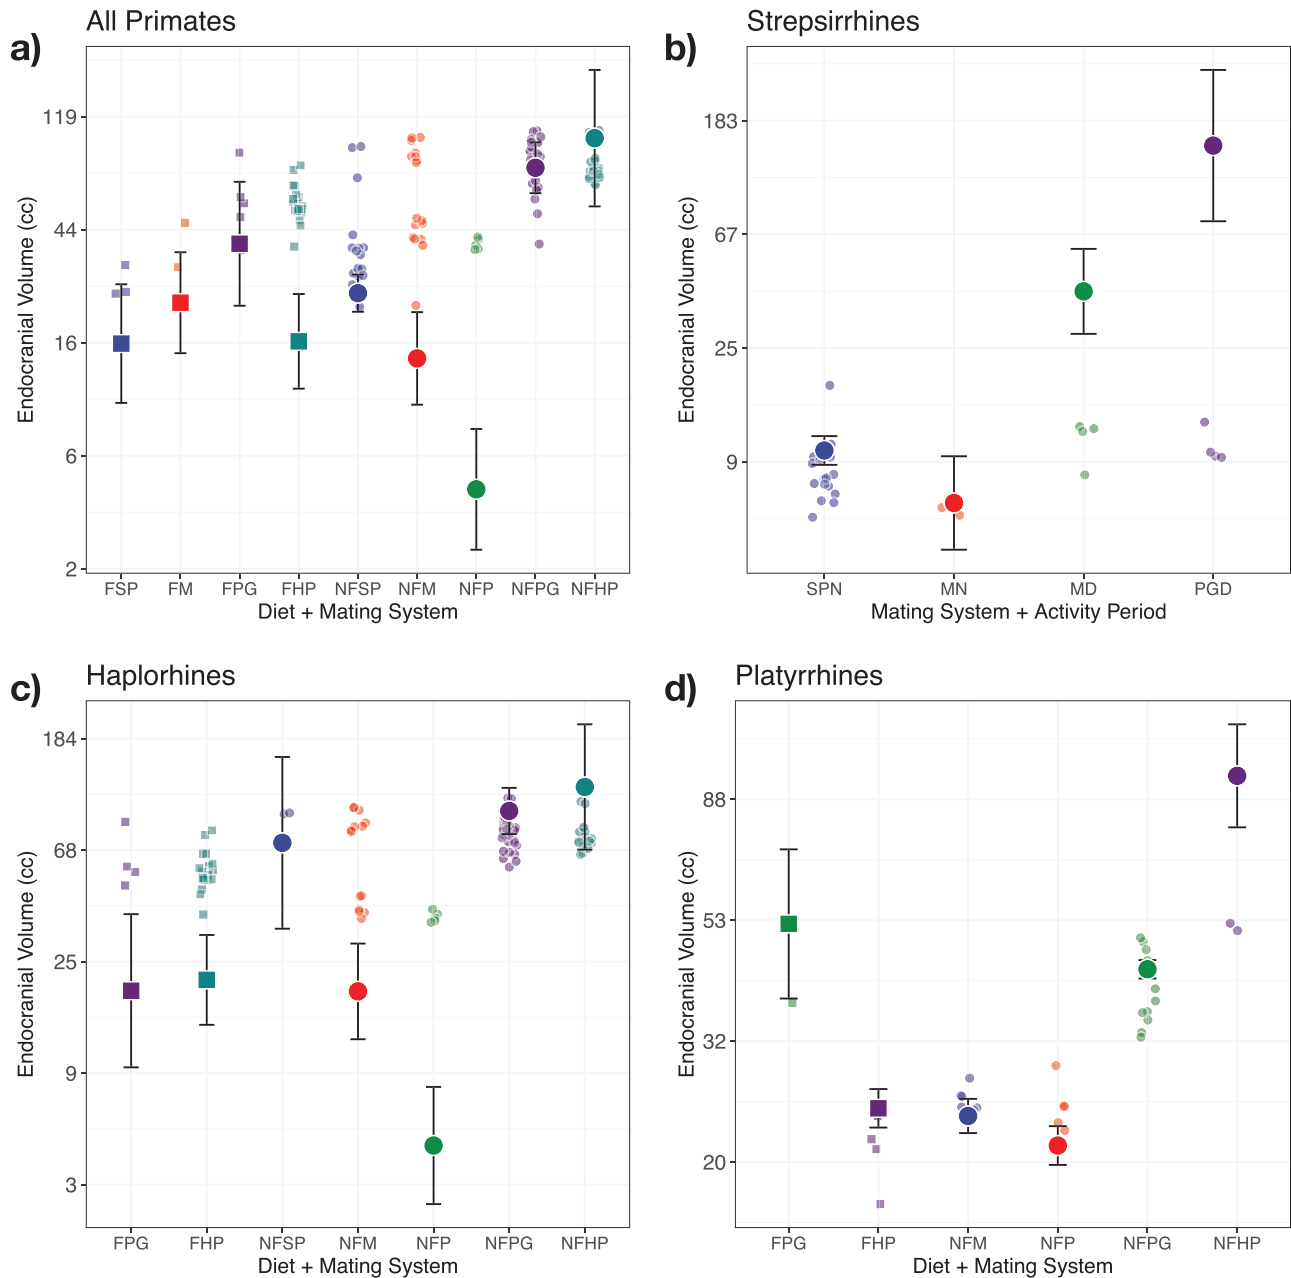 a)
All Primates
Endocranial Volume (cc)
119
44
16
6
2
FSP FM FPG FHP NFSP NFM NFP NFPG NFHP
Diet + Mating System
b)
Strepsirrhines
Endocranial Volume (cc)
183
67
25
9
SPN MN MD PGD
Mating System + Activity Period
c)
Haplorhines
Endocranial Volume (cc)
184
68
25
9
3
FPG FHP NFSP NFM NFP NFPG NFHP
Diet + Mating System
d)
Platyrrhines
Endocranial Volume (cc)
88
53
32
20
FPG FHP NFM NFP NFPG NFHP
Diet + Mating System